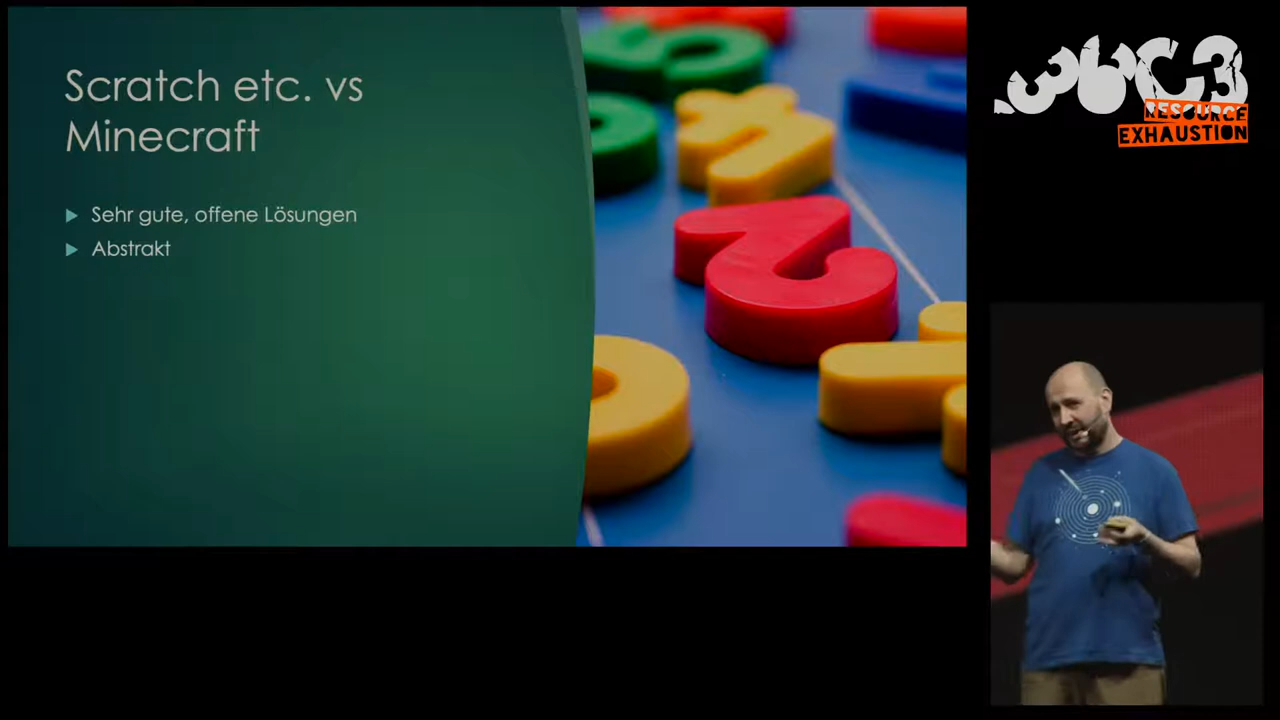 Scratch etc. vs
Minecraft
Sehr gute, offene Lösungen
Abstrakt
36C3
RESOURCE
EXHAUSTION